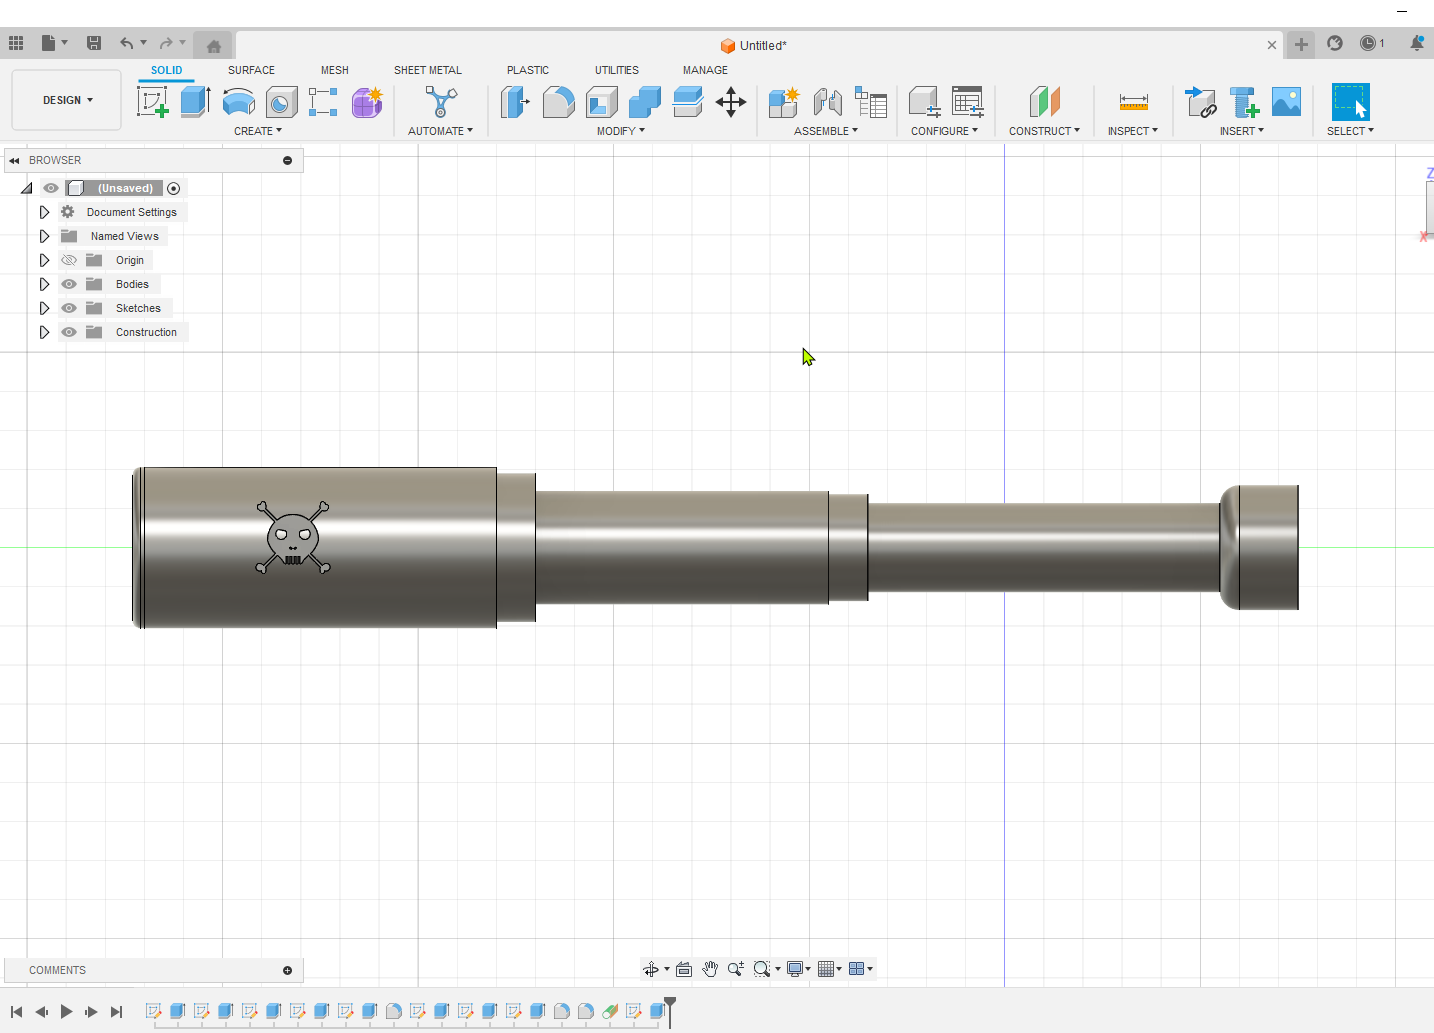 Untitled*
1
DESIGN
SOLID
SURFACE
MESH
SHEET METAL
PLASTIC
UTILITIES
MANAGE
CREATE
AUTOMATE
MODIFY
ASSEMBLE
CONFIGURE
CONSTRUCT
INSPECT
INSERT
SELECT
BROWSER
(Unsaved)
Document Settings
Named Views
Origin
Bodies
Sketches
Construction
Z
X
COMMENTS